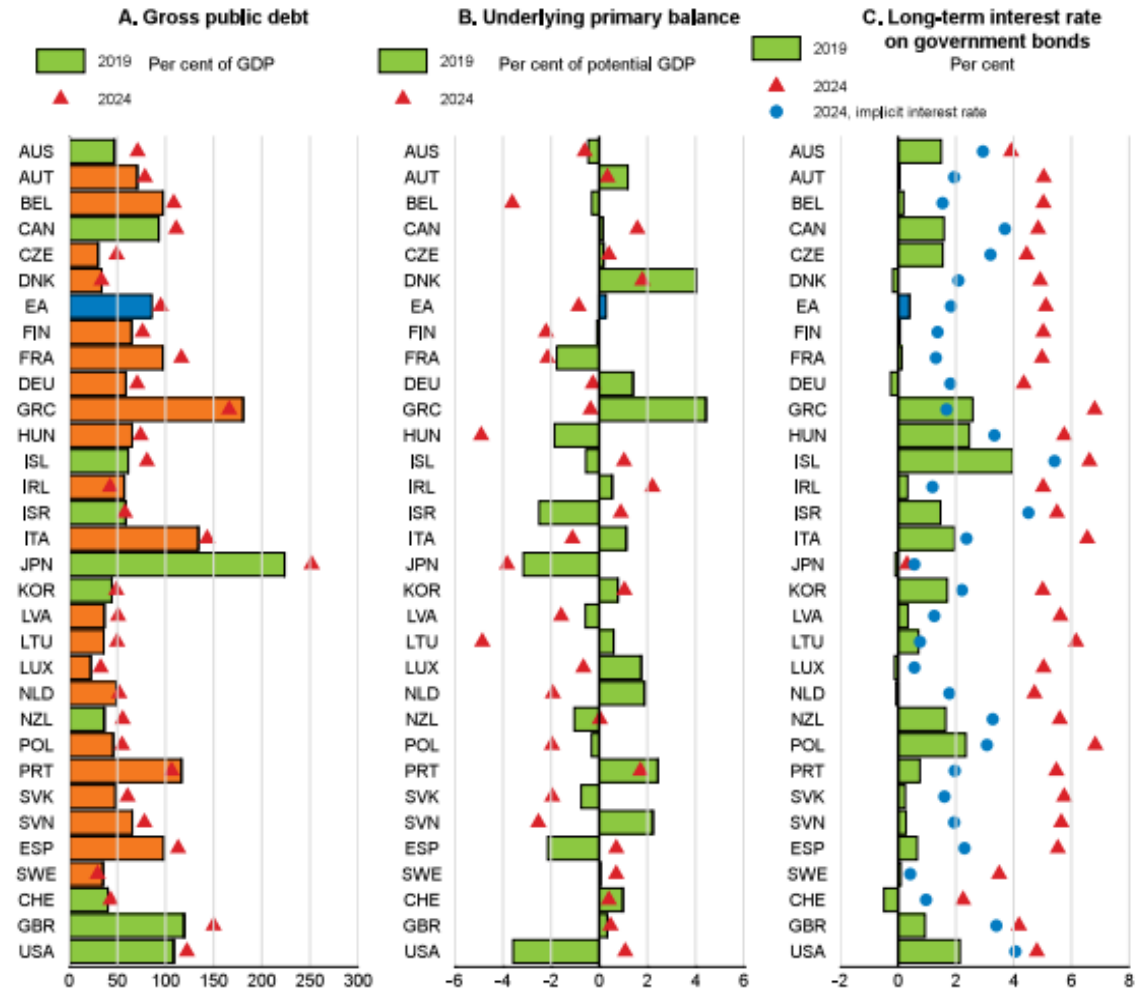 A. Gross public debt
2019 Per cent of GDP
2024
AUS
AUT
BEL
CAN
CZE
DNK
EA
FIN
FRA
DEU
GRC
HUN
ISL
IRL
ISR
ITA
JPN
KOR
LVA
LTU
LUX
NLD
NZL
POL
PRT
SVK
SVN
ESP
SWE
CHE
GBR
USA
0 50 100 150 200 250 300
B. Underlying primary balance
2019 Per cent of potential GDP
2024
AUS
AUT
BEL
CAN
CZE
DNK
EA
FIN
FRA
DEU
GRC
HUN
ISL
IRL
ISR
ITA
JPN
KOR
LVA
LTU
LUX
NLD
NZL
POL
PRT
SVK
SVN
ESP
SWE
CHE
GBR
USA
-6 -4 -2 0 2 4 6
C. Long-term interest rate
on government bonds
2019 Per cent
2024
2024, implicit interest rate
AUS
AUT
BEL
CAN
CZE
DNK
EA
FIN
FRA
DEU
GRC
HUN
ISL
IRL
ISR
ITA
JPN
KOR
LVA
LTU
LUX
NLD
NZL
POL
PRT
SVK
SVN
ESP
SWE
CHE
GBR
USA
-2 0 2 4 6 8